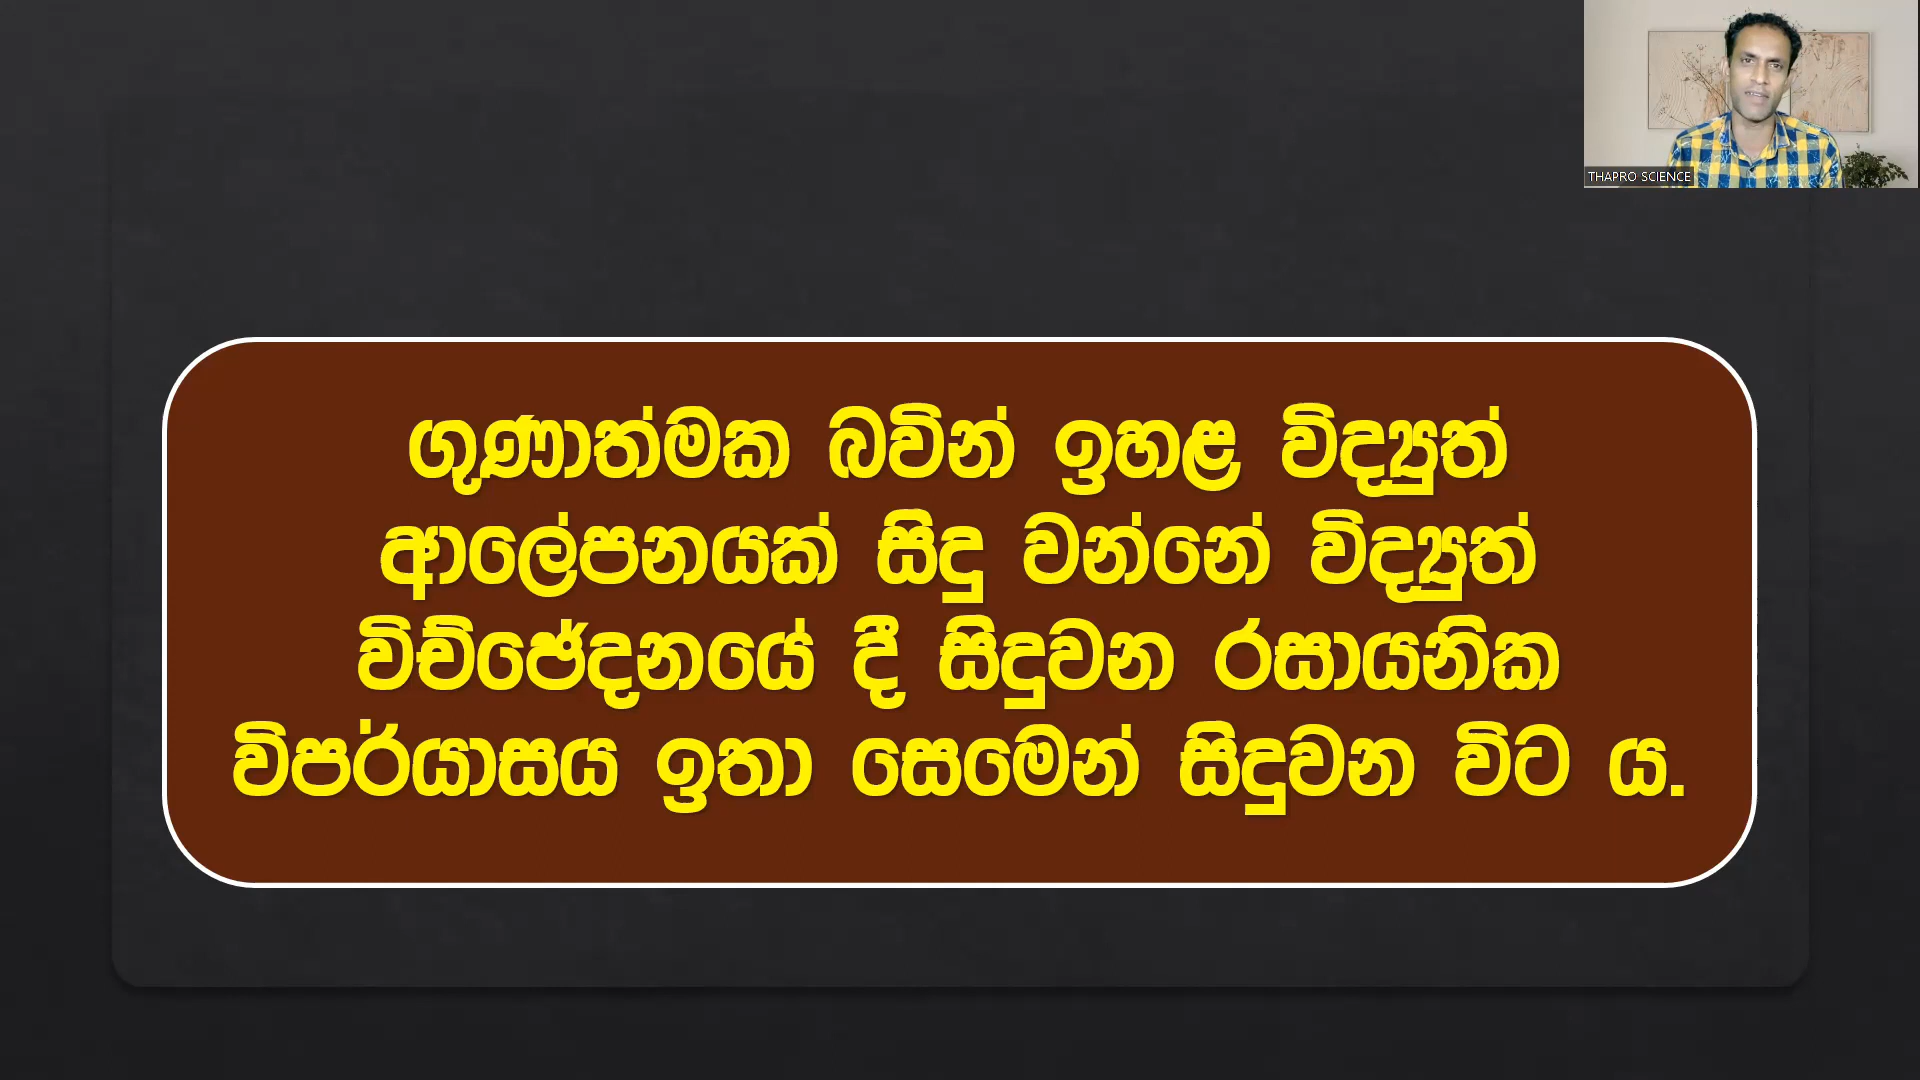 THAPRO SCIENCE
ගුණාත්මක බවින් ඉහළ විද්‍යුත්
ආලේපනයක් සිදු වන්නේ විද්‍යුත්
විච්ඡේදනයේ දී සිදුවන රසායනික
විපර්යාසය ඉතා සෙමෙන් සිදුවන විට ය.